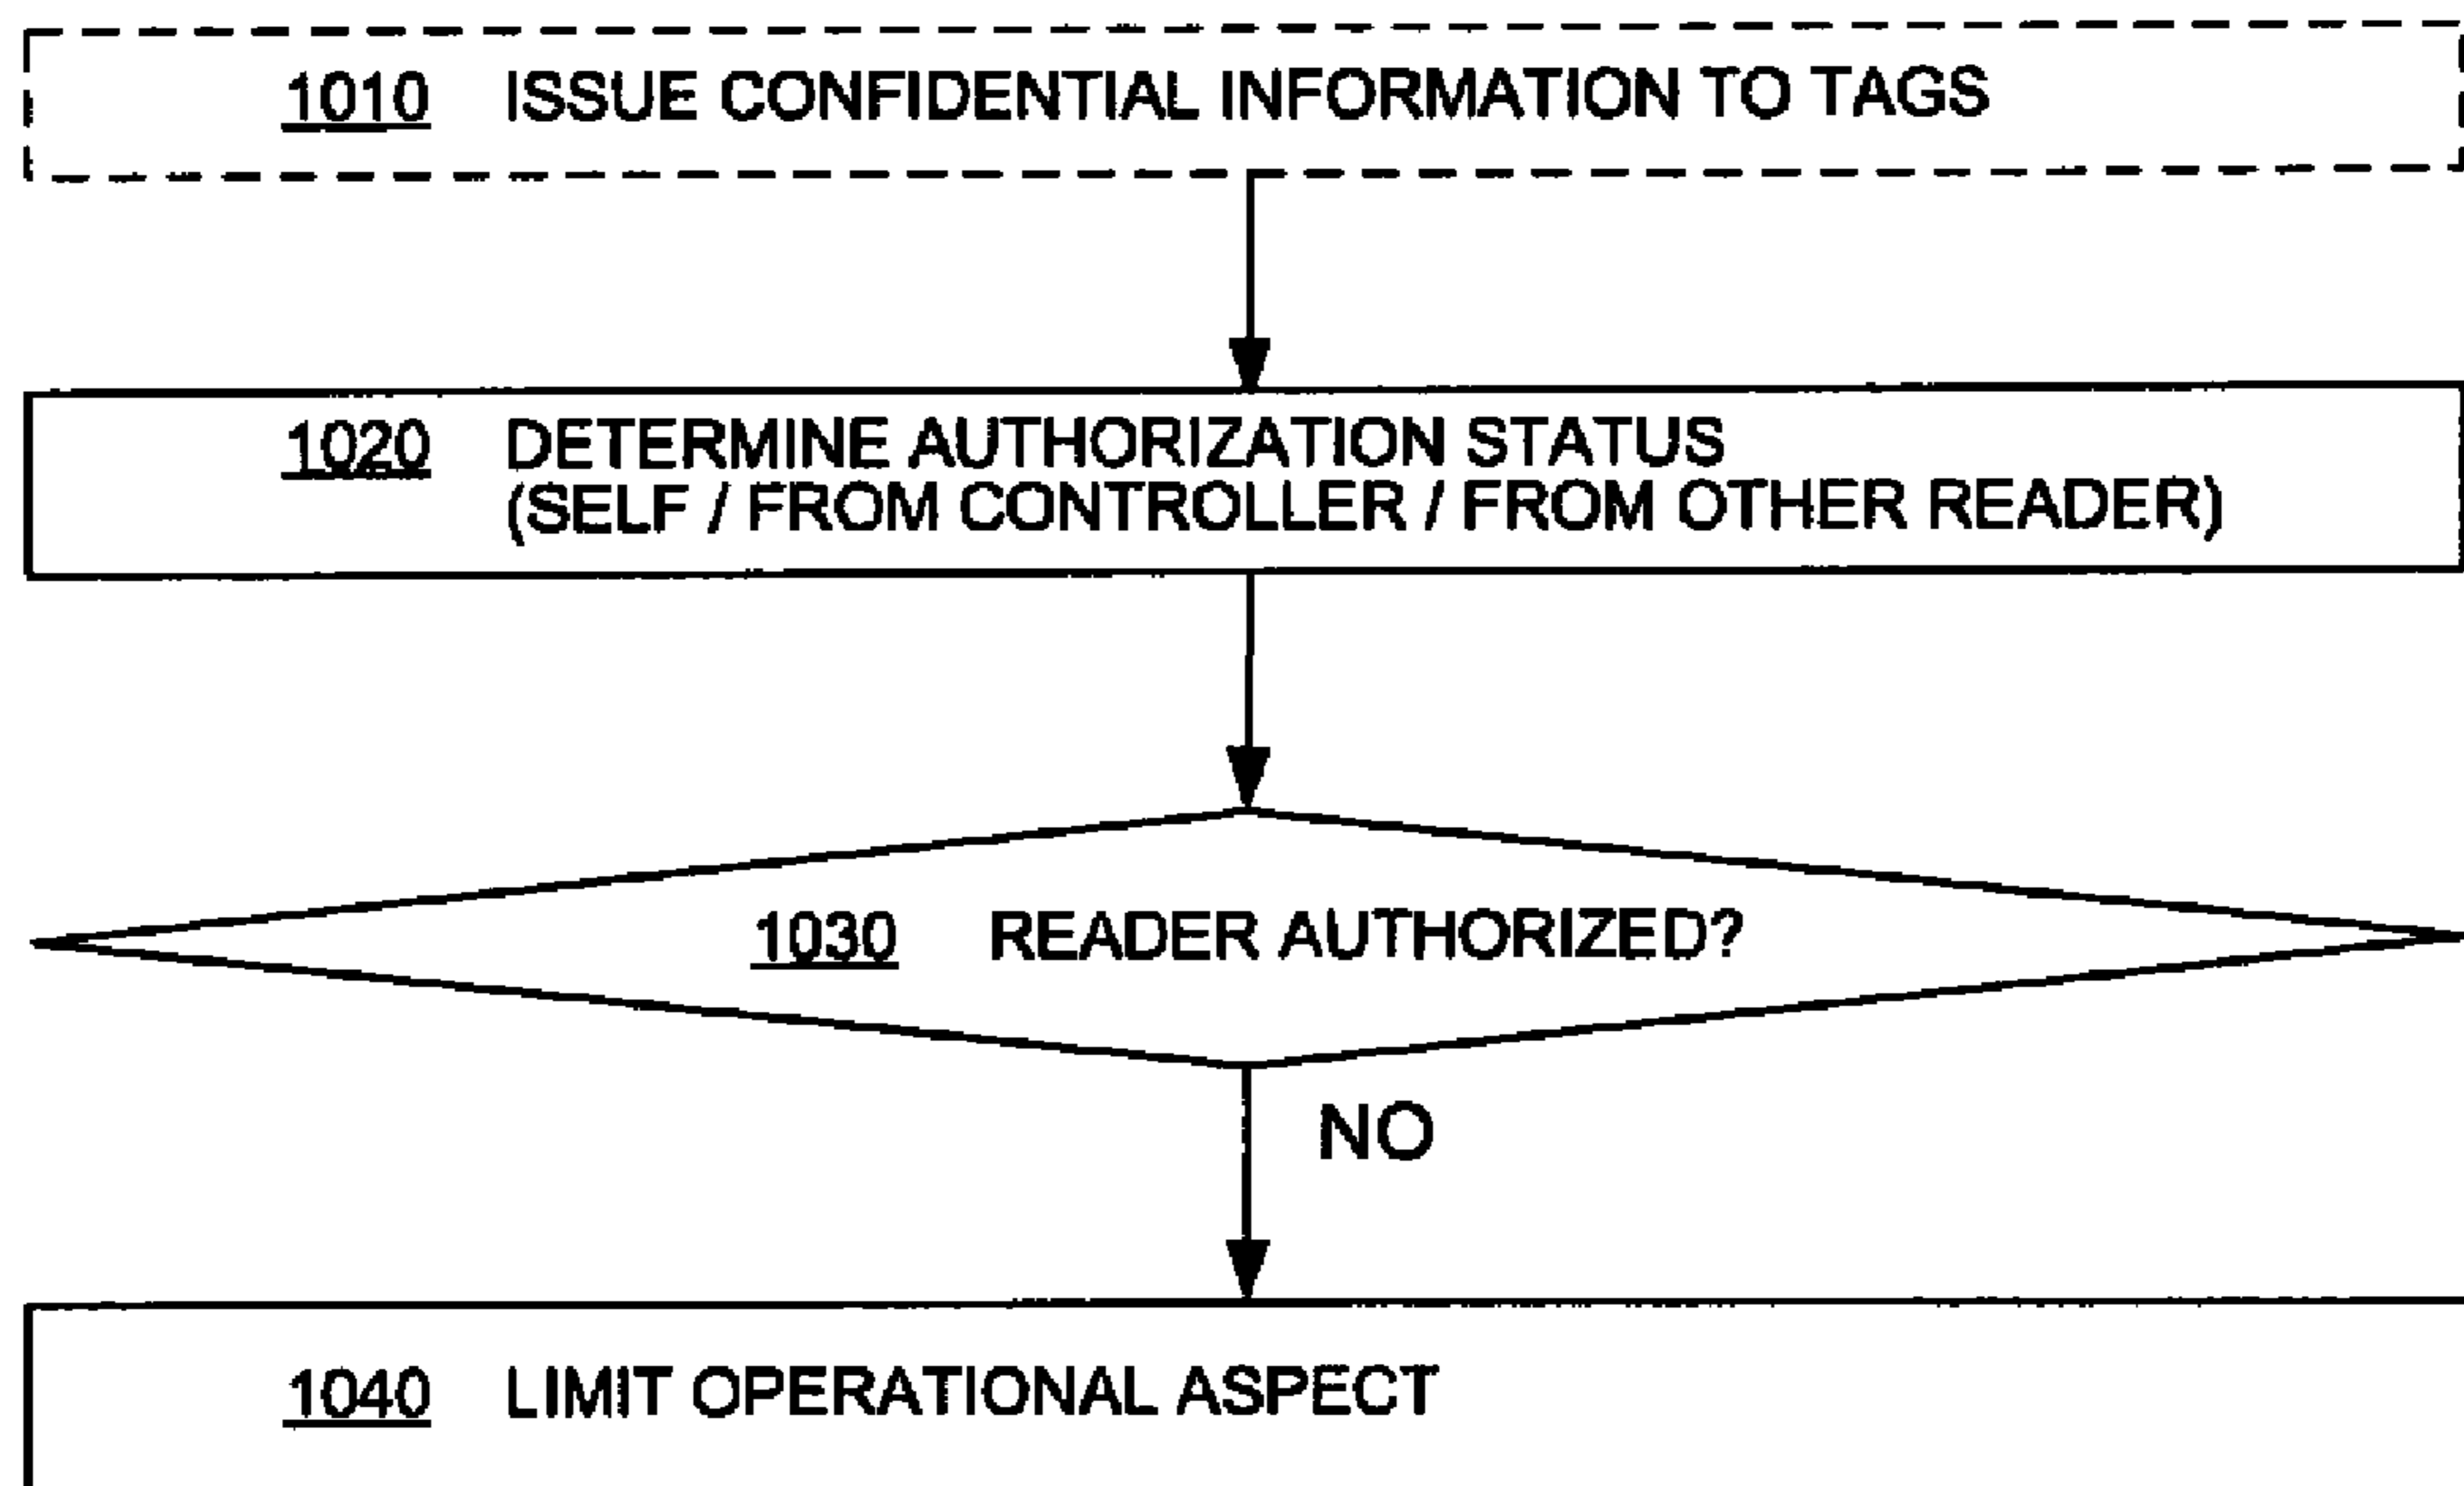 1010 ISSUE CONFIDENTIAL INFORMATION TO TAGS
1020 DETERMINE AUTHORIZATION STATUS
(SELF / FROM CONTROLLER / FROM OTHER READER)
1030 READER AUTHORIZED?
NO
1040 LIMIT OPERATIONAL ASPECT